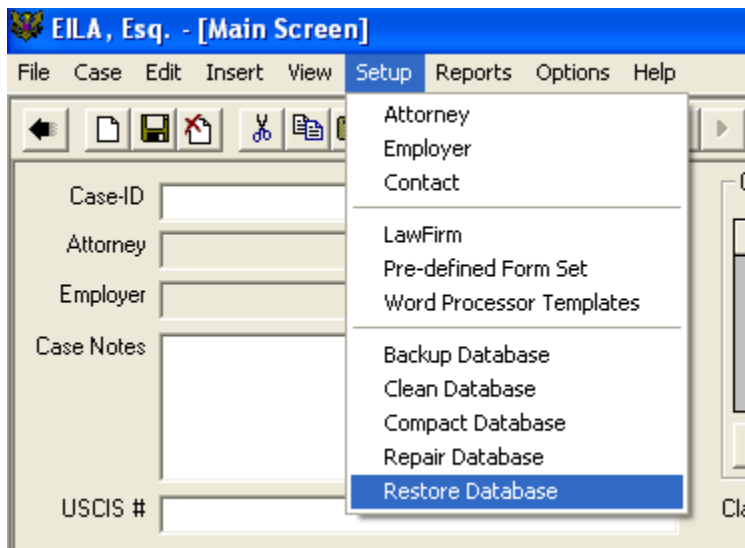 EILA, Esq. - [Main Screen]
File Case Edit Insert View Setup Reports Options Help
Attorney
Employer
Contact
LawFirm
Pre-defined Form Set
Word Processor Templates
Backup Database
Clean Database
Compact Database
Repair Database
Restore Database
Case-ID
Attorney
Employer
Case Notes
USCIS #